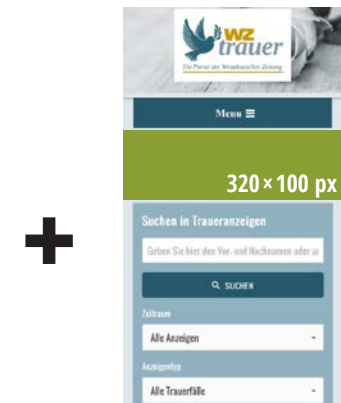 WZ
trauer
Ein Portal der Westdeutschen Zeitung
Menu
320 × 100 px
Suchen in Traueranzeigen
Geben Sie hier den Vor- und Nachnamen oder
SUCHEN
Zeitraum
Alle Anzeigen
Anzeigentyp
Alle Trauerfälle